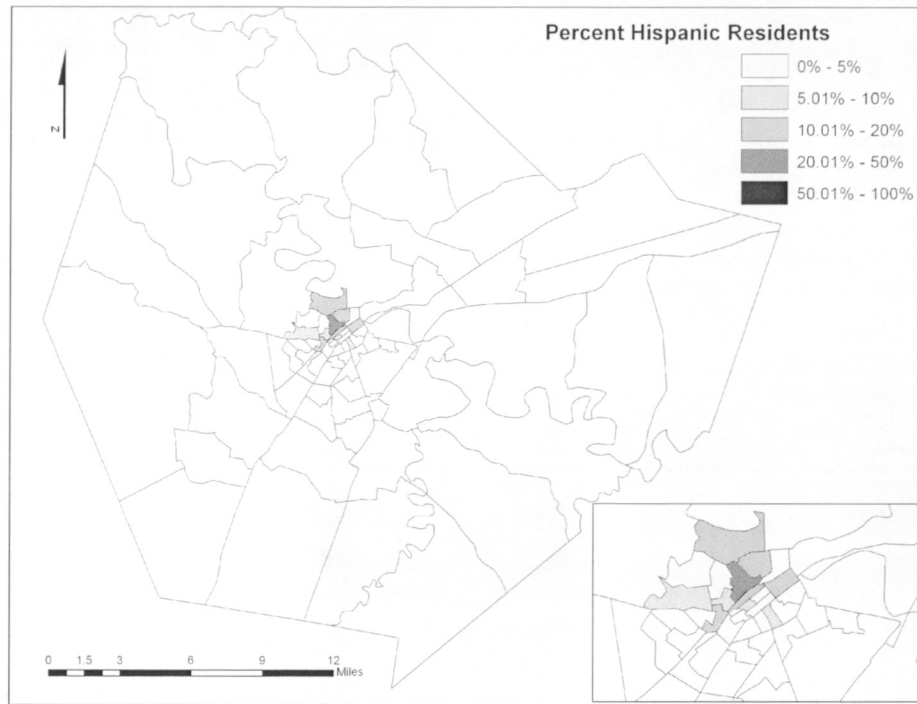 Percent Hispanic Residents
0% - 5%
5.01% - 10%
10.01% - 20%
20.01% - 50%
50.01% - 100%
N
0 1.5 3 6 9 12
Miles